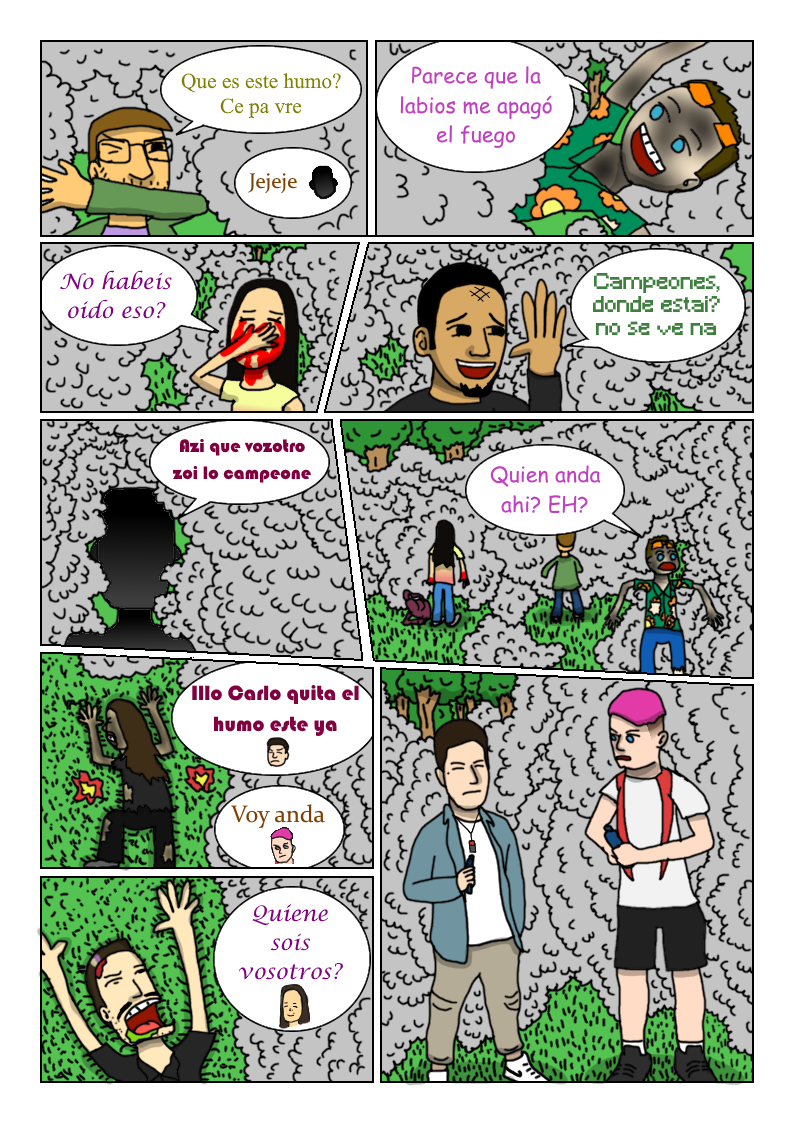 Que es este humo?
Ce pa vre
Jejeje
Parece que la
labios me apagó
el fuego
No habeis
oido eso?
Campeones,
donde estai?
no se ve na
Azi que vozotro
zoi lo campeone
Quien anda
ahi? EH?
Illo Carlo quita el
humo este ya
Voy anda
Quiene
sois
vosotros?